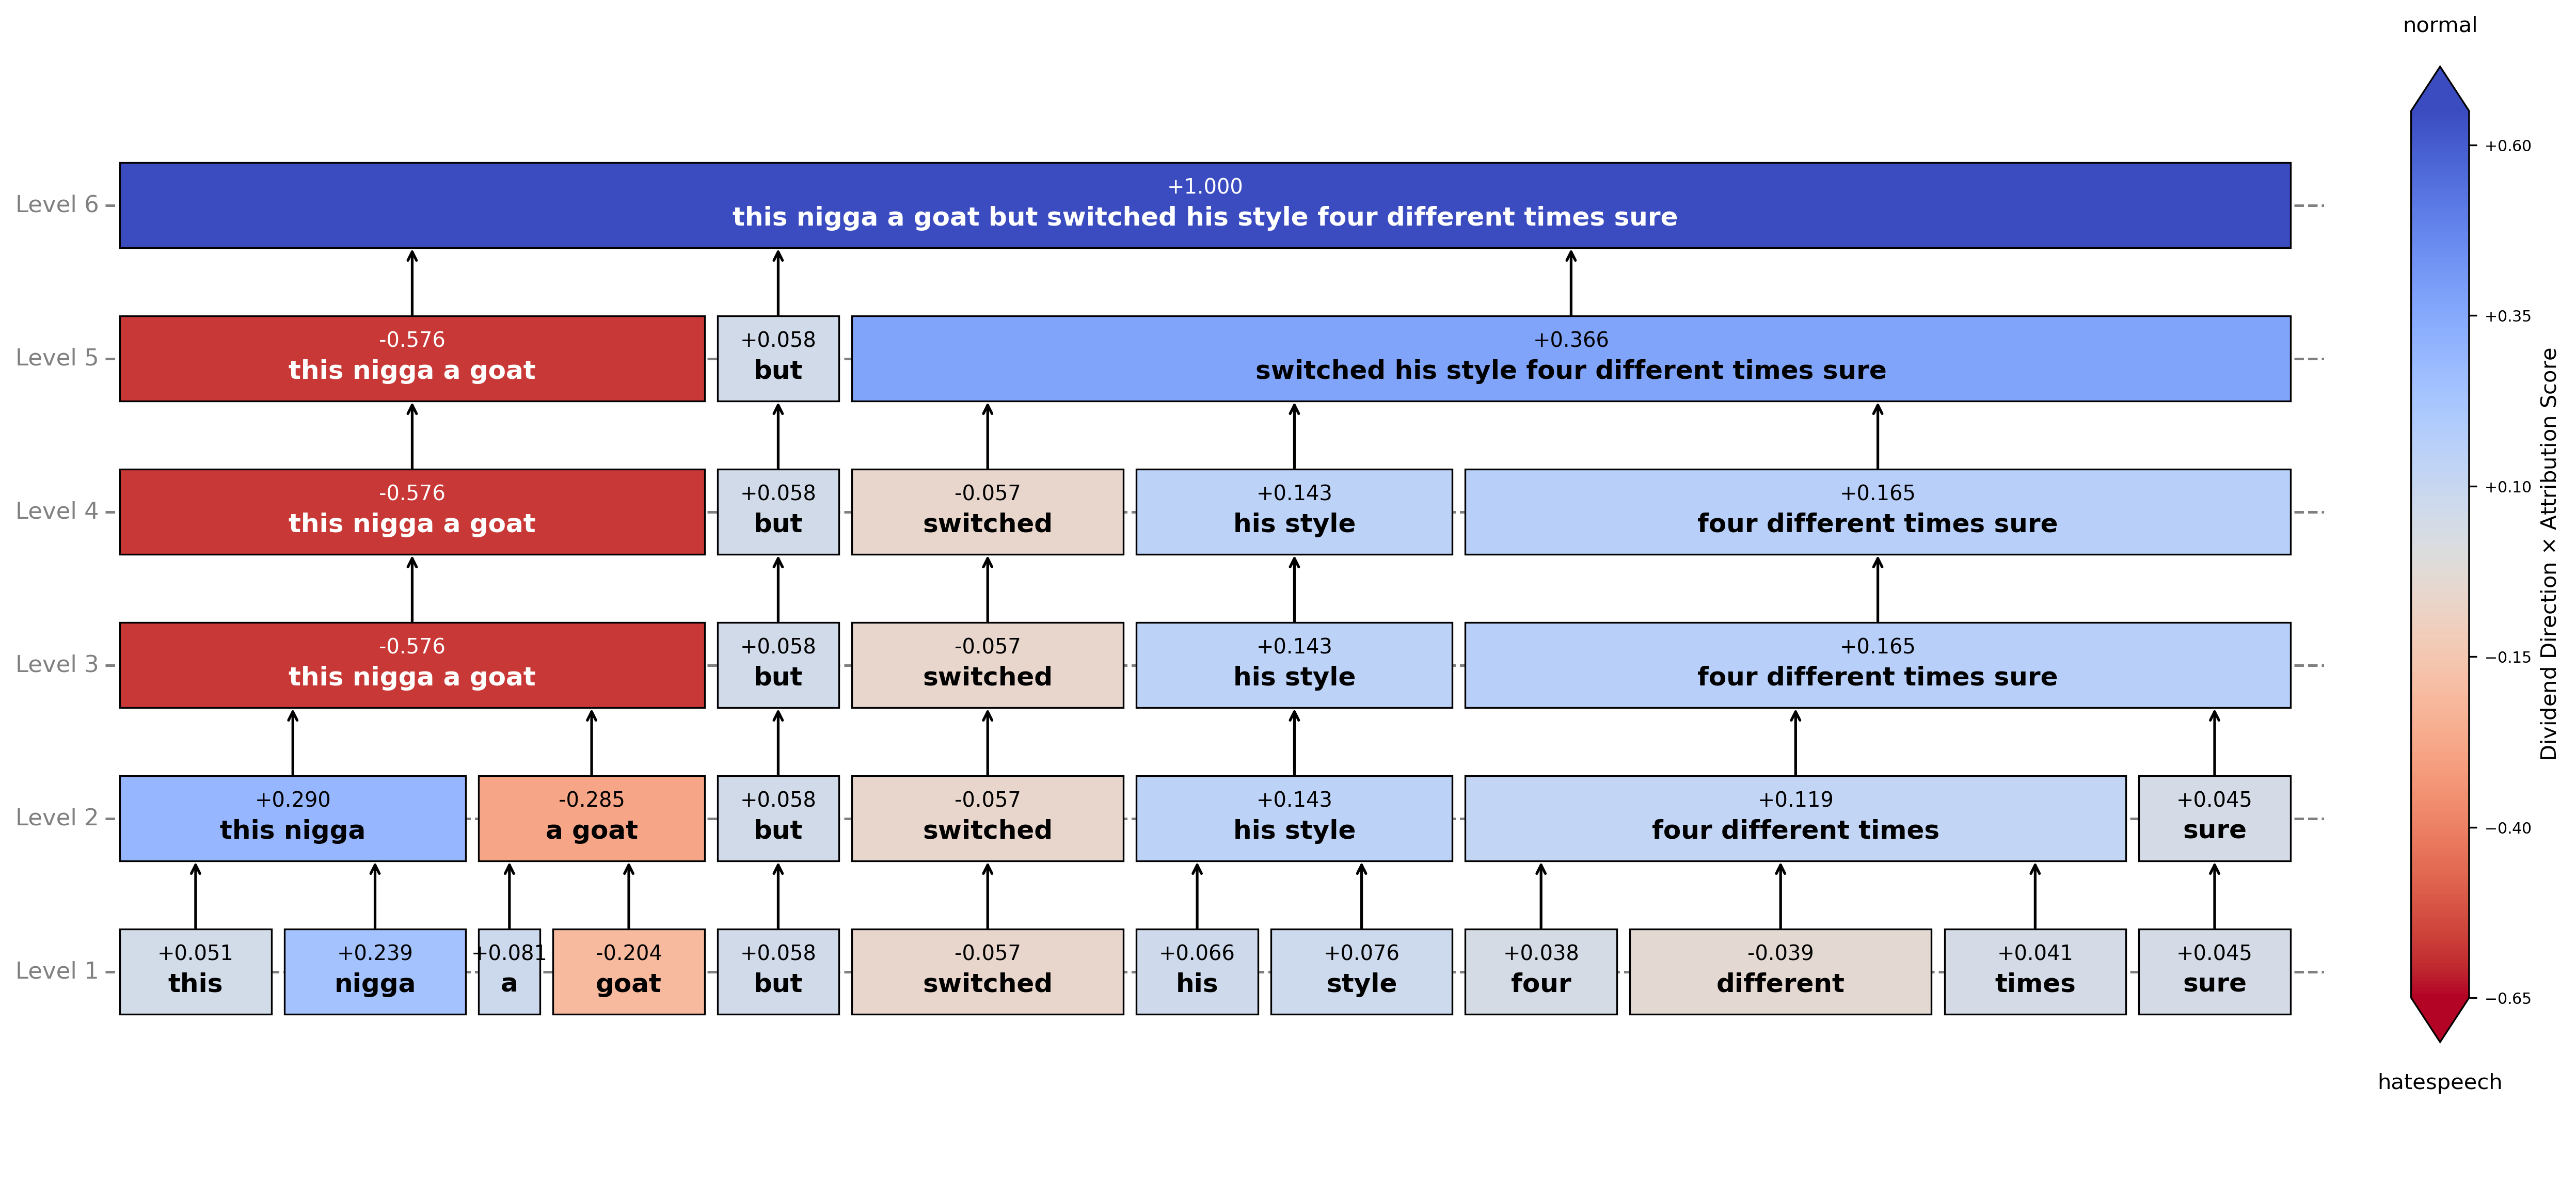 normal
+0.60
+0.35
+0.10
−0.15
−0.40
−0.65
Dividend Direction × Attribution Score
hatespeech
Level 6
+1.000
this nigga a goat but switched his style four different times sure
Level 5
-0.576 +0.058 +0.366
this nigga a goat but switched his style four different times sure
Level 4
-0.576 +0.058 -0.057 +0.143 +0.165
this nigga a goat but switched his style four different times sure
Level 3
-0.576 +0.058 -0.057 +0.143 +0.165
this nigga a goat but switched his style four different times sure
Level 2
+0.290 -0.285 +0.058 -0.057 +0.143 +0.119 +0.045
this nigga a goat but switched his style four different times sure
Level 1
+0.051 +0.239 +0.081 -0.204 +0.058 -0.057 +0.066 +0.076 +0.038 -0.039 +0.041 +0.045
this nigga a goat but switched his style four different times sure